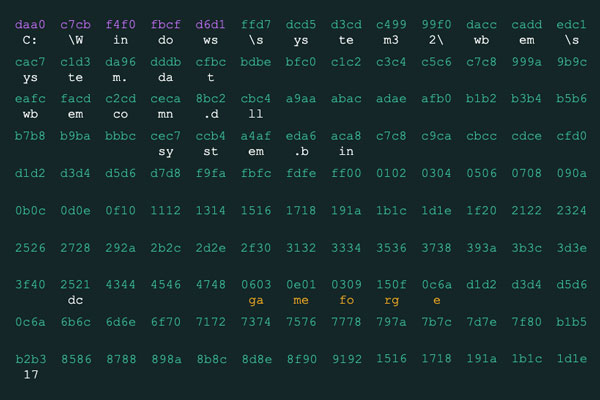 daa0 c7cb f4f0 fbcf d6d1 ffd7 dcd5 d3cd c499 99f0 dacc cadd edc1
C: \W in do ws \s ys te m3 2\ wb em \s
cac7 c1d3 da96 dddb cfbc bdbe bfc0 c1c2 c3c4 c5c6 c7c8 999a 9b9c
ys te m. da t
eafc facd c2cd ceca 8bc2 cbc4 a9aa abac adae afb0 b1b2 b3b4 b5b6
wb em co mn .d ll
b7b8 b9ba bbbc cec7 ccb4 a4af eda6 aca8 c7c8 c9ca cbcc cdce cfd0
sy st em .b in
d1d2 d3d4 d5d6 d7d8 f9fa fbfc fdfe ff00 0102 0304 0506 0708 090a
0b0c 0d0e 0f10 1112 1314 1516 1718 191a 1b1c 1d1e 1f20 2122 2324
2526 2728 292a 2b2c 2d2e 2f30 3132 3334 3536 3738 393a 3b3c 3d3e
3f40 2521 4344 4546 4748 0603 0e01 0309 150f 0c6a d1d2 d3d4 d5d6
dc ga me fo rg e
0c6a 6b6c 6d6e 6f70 7172 7374 7576 7778 797a 7b7c 7d7e 7f80 b1b5
b2b3 8586 8788 898a 8b8c 8d8e 8f90 9192 1516 1718 191a 1b1c 1d1e
17